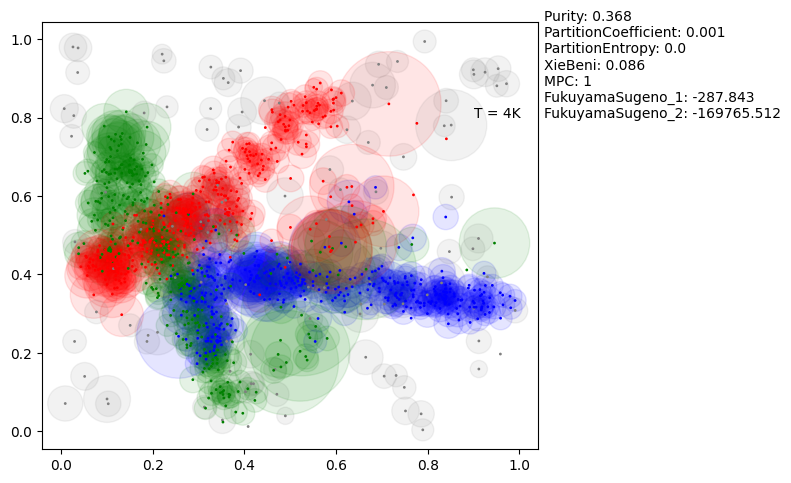 Purity: 0.368
PartitionCoefficient: 0.001
PartitionEntropy: 0.0
XieBeni: 0.086
MPC: 1
FukuyamaSugeno_1: -287.843
FukuyamaSugeno_2: -169765.512
T = 4K
1.0
0.8
0.6
0.4
0.2
0.0
0.0 0.2 0.4 0.6 0.8 1.0